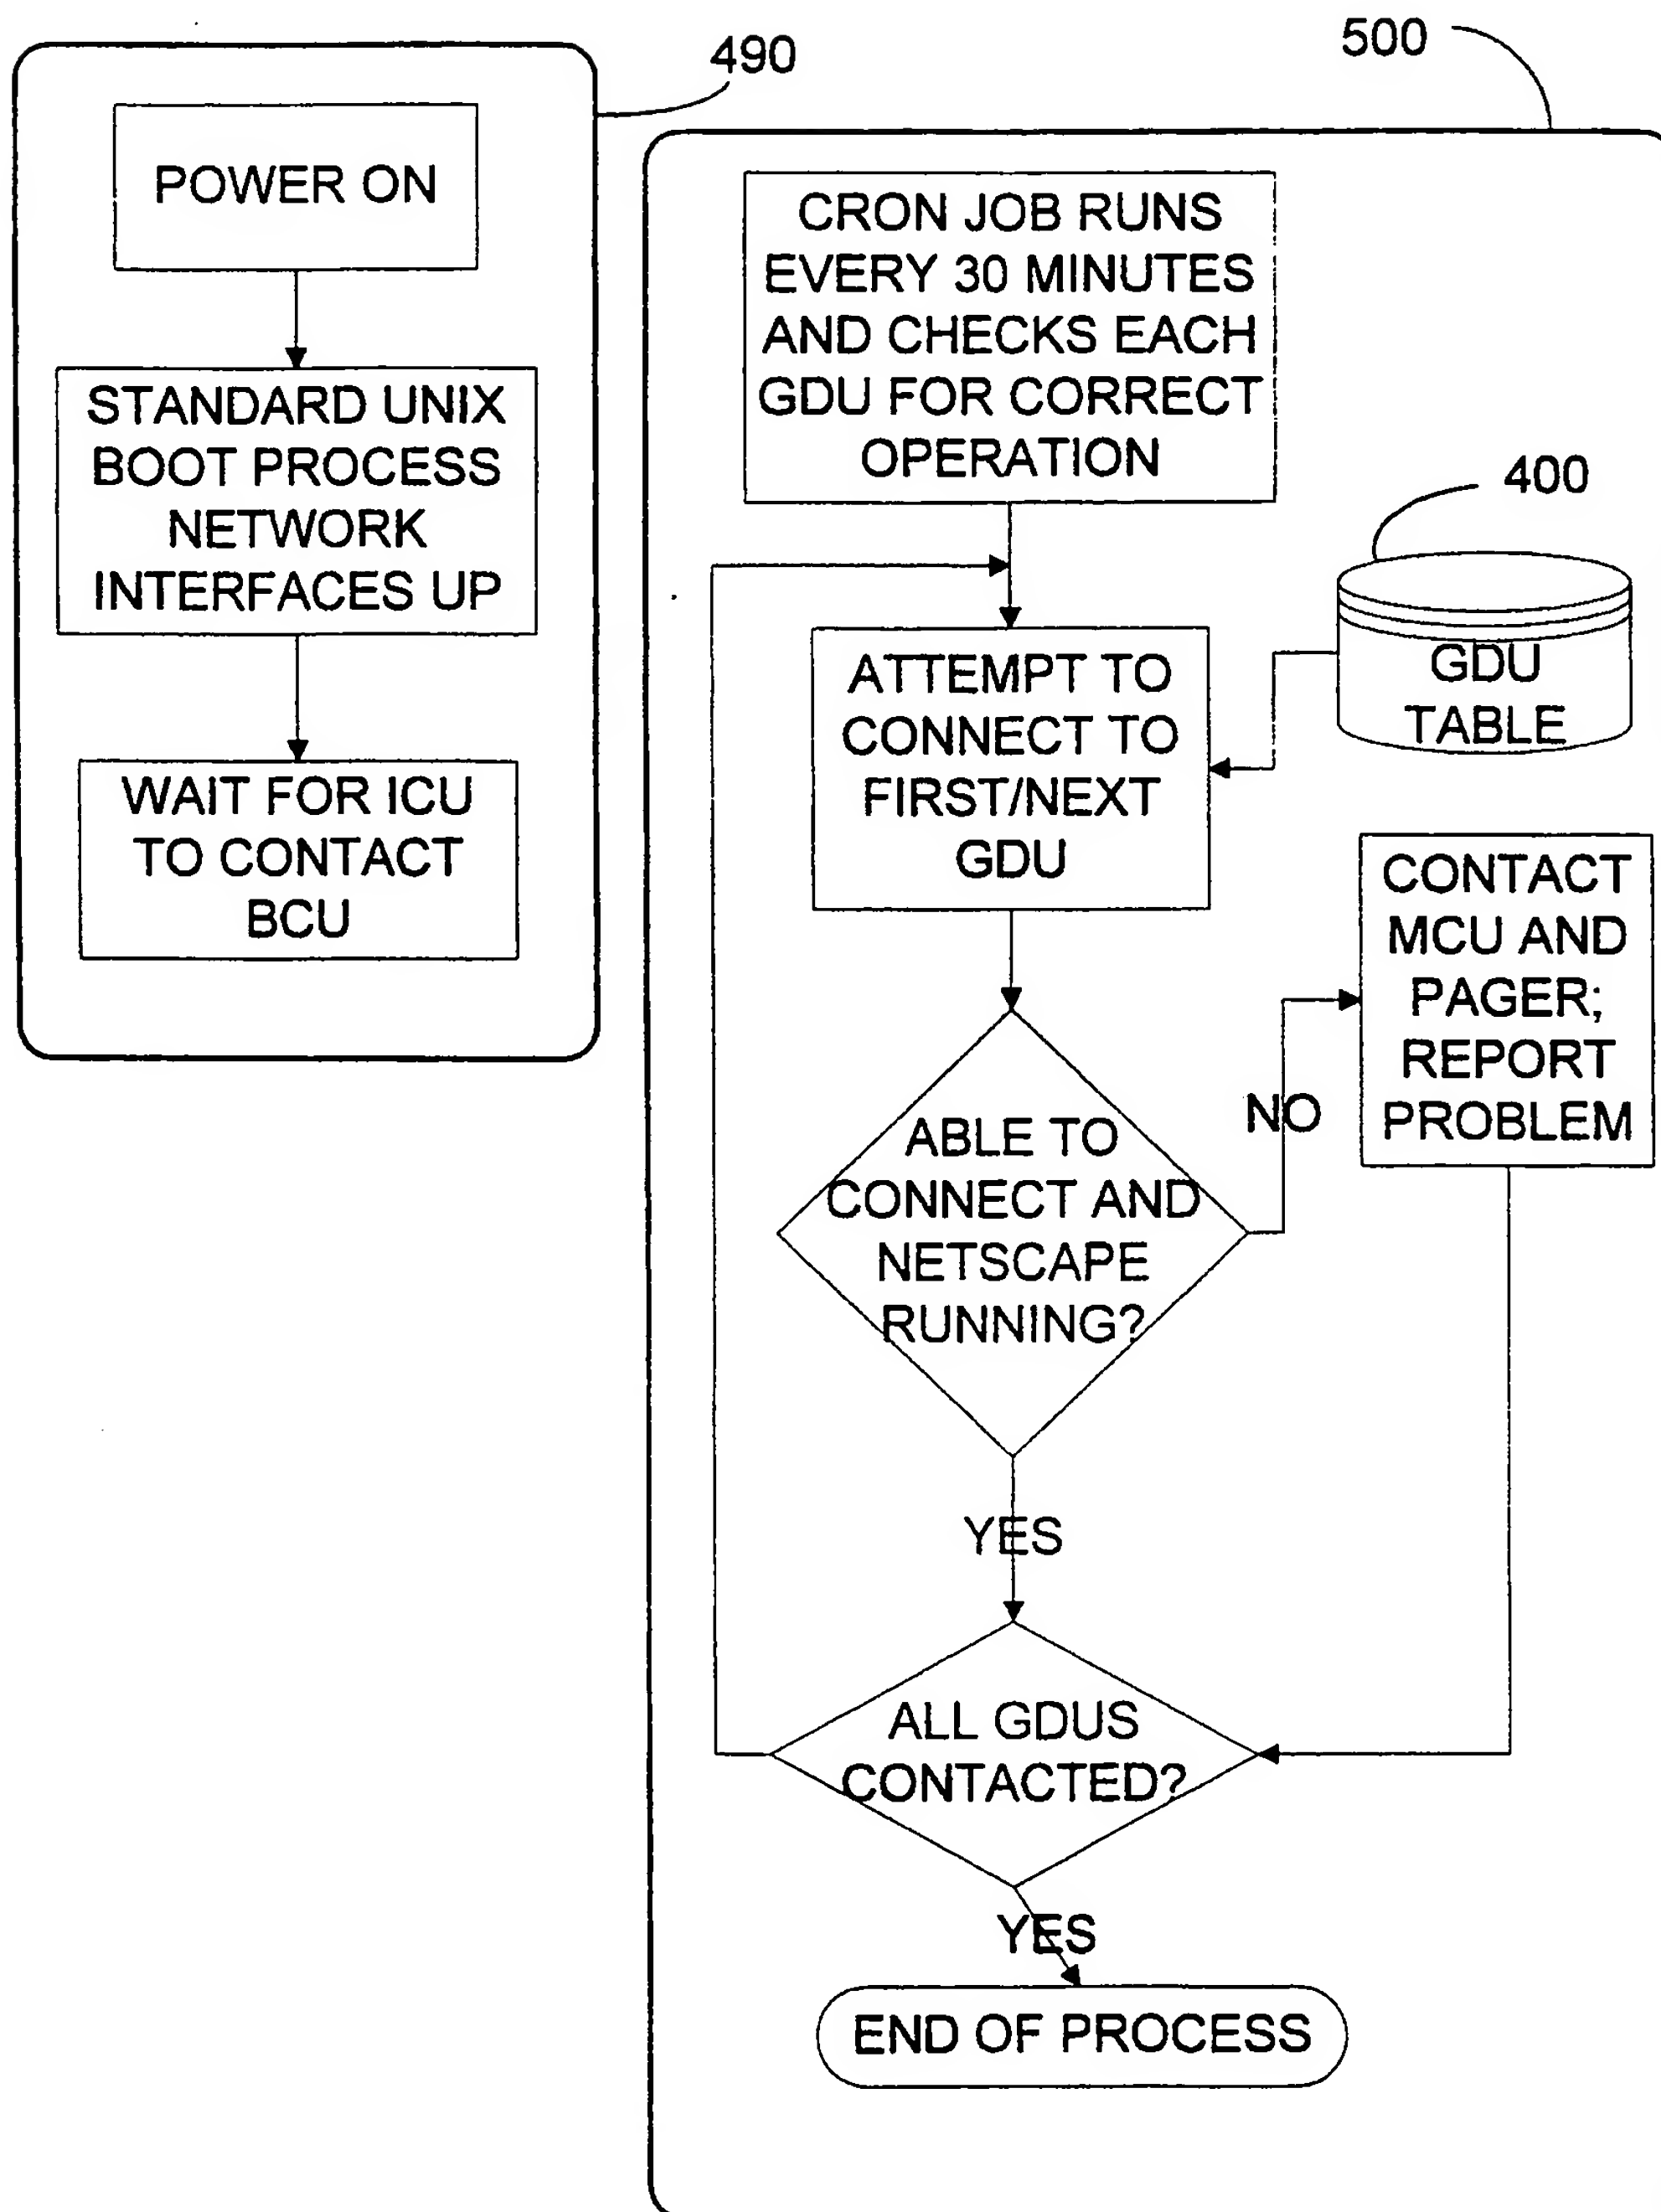 490
POWER ON
STANDARD UNIX
BOOT PROCESS
NETWORK
INTERFACES UP
WAIT FOR ICU
TO CONTACT
BCU
500
CRON JOB RUNS
EVERY 30 MINUTES
AND CHECKS EACH
GDU FOR CORRECT
OPERATION
400
GDU
TABLE
ATTEMPT TO
CONNECT TO
FIRST/NEXT
GDU
CONTACT
MCU AND
PAGER;
REPORT
PROBLEM
NO
ABLE TO
CONNECT AND
NETSCAPE
RUNNING?
YES
ALL GDUS
CONTACTED?
YES
END OF PROCESS